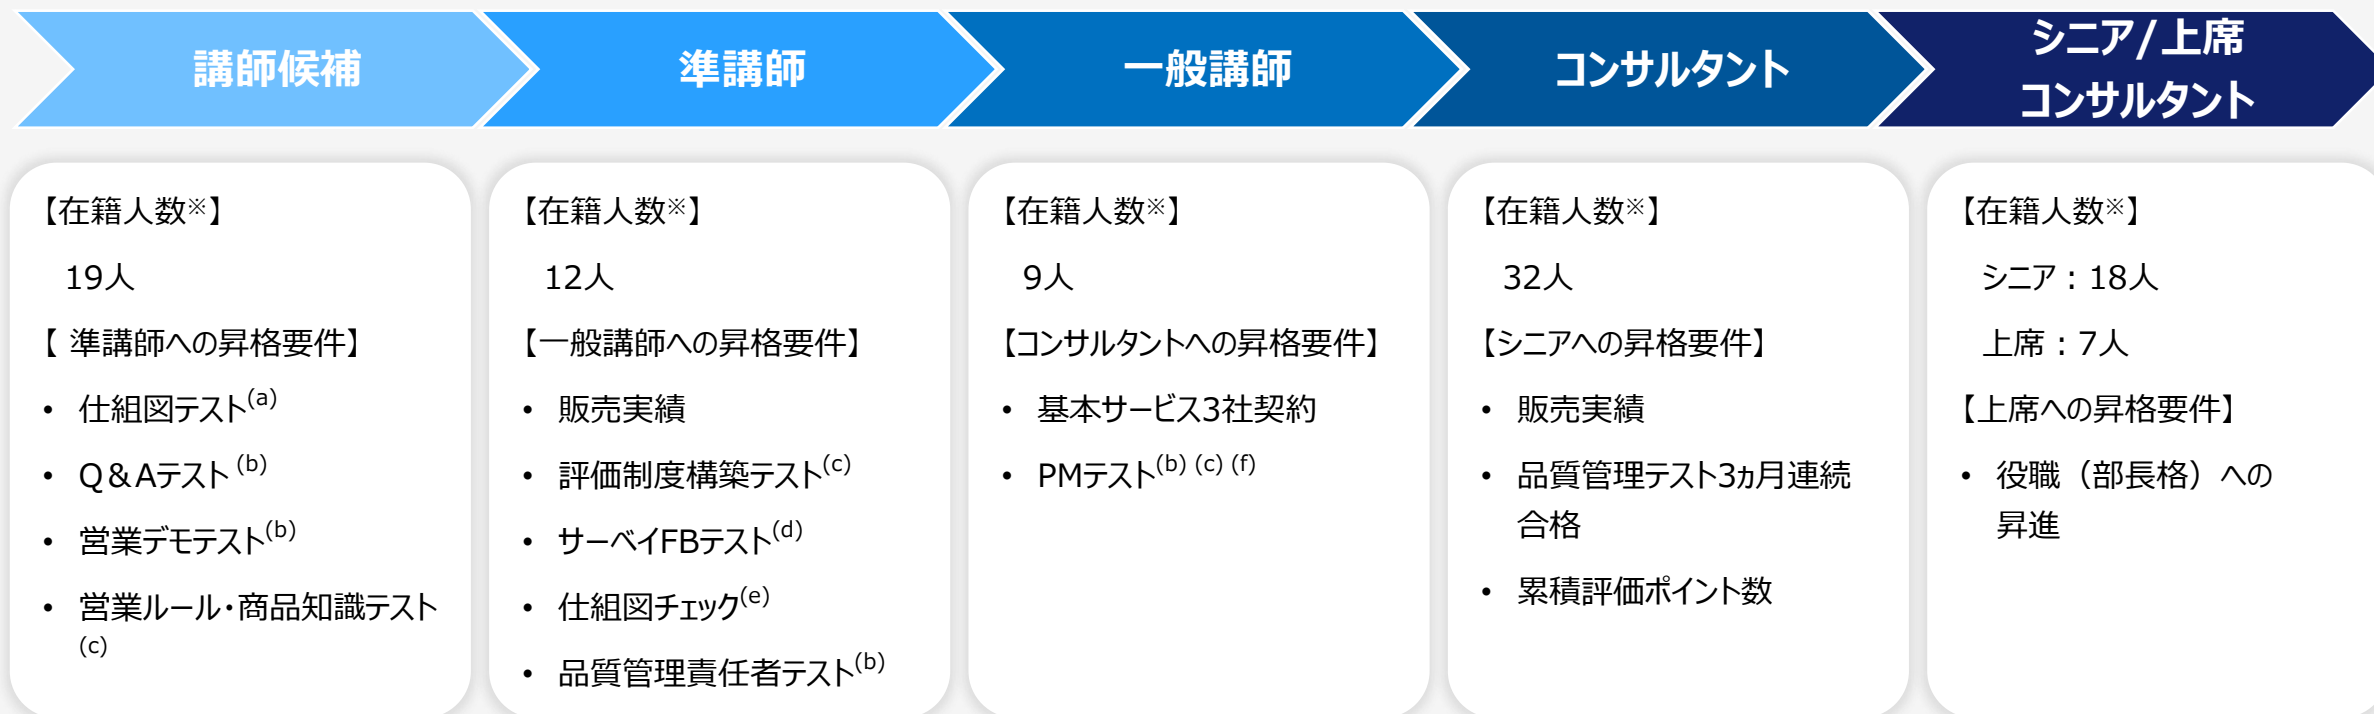 講師候補
準講師
一般講師
コンサルタント
シニア/上席
コンサルタント
【在籍人数※】
19人
【 準講師への昇格要件】
• 仕組図テスト(a)
• Q&Aテスト(b)
• 営業デモテスト(b)
• 営業ルール・商品知識テスト
(c)
【在籍人数※】
12人
【一般講師への昇格要件】
• 販売実績
• 評価制度構築テスト(c)
• サーベイFBテスト(d)
• 仕組図チェック(e)
• 品質管理責任者テスト(b)
【在籍人数※】
9人
【コンサルタントへの昇格要件】
• 基本サービス3社契約
• PMテスト(b) (c) (f)
【在籍人数※】
32人
【シニアへの昇格要件】
• 販売実績
• 品質管理テスト3ヵ月連続
合格
• 累積評価ポイント数
【在籍人数※】
シニア：18人
上席：7人
【上席への昇格要件】
• 役職（部長格）への
昇進